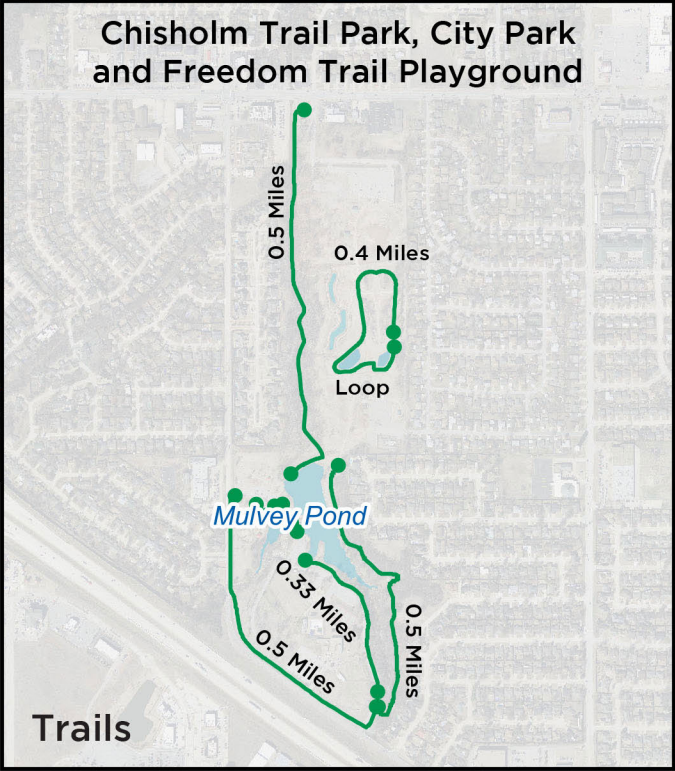 Chisholm Trail Park, City Park
and Freedom Trail Playground
0.5 Miles
0.4 Miles
Loop
Mulvey Pond
0.33 Miles
0.5 Miles
0.5 Miles
Trails